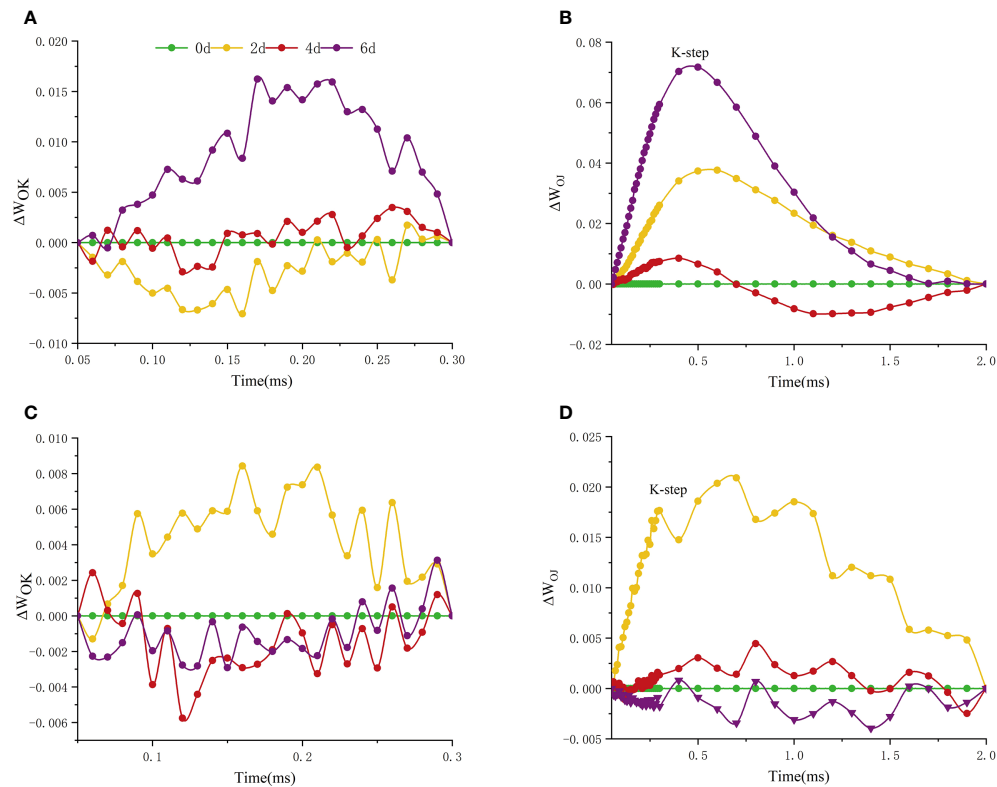 A
0d 2d 4d 6d
0.020
0.015
0.010
0.005
0.000
−0.005
−0.010
ΔW_OK
0.05 0.10 0.15 0.20 0.25 0.30
Time(ms)
B
K-step
0.08
0.06
0.04
0.02
0.00
−0.02
ΔW_OJ
0.5 1.0 1.5 2.0
Time(ms)
C
0.010
0.008
0.006
0.004
0.002
0.000
−0.002
−0.004
−0.006
ΔW_OK
0.1 0.2 0.3
Time(ms)
D
0.025
0.020
0.015
0.010
0.005
0.000
−0.005
K-step
ΔW_OJ
0.5 1.0 1.5 2.0
Time(ms)